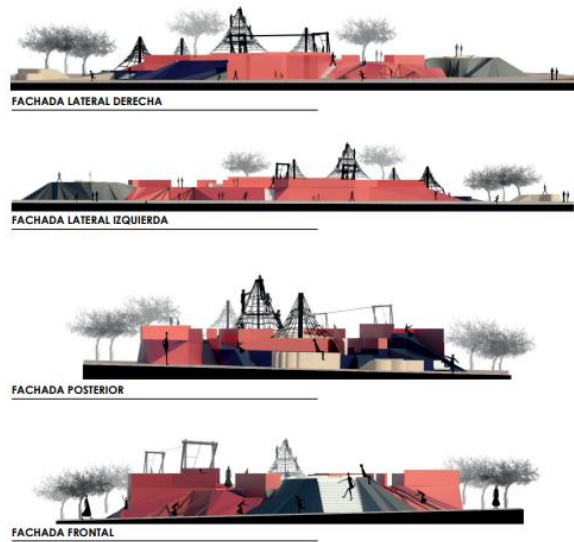 FACHADA LATERAL DERECHA
FACHADA LATERAL IZQUIERDA
FACHADA POSTERIOR
FACHADA FRONTAL